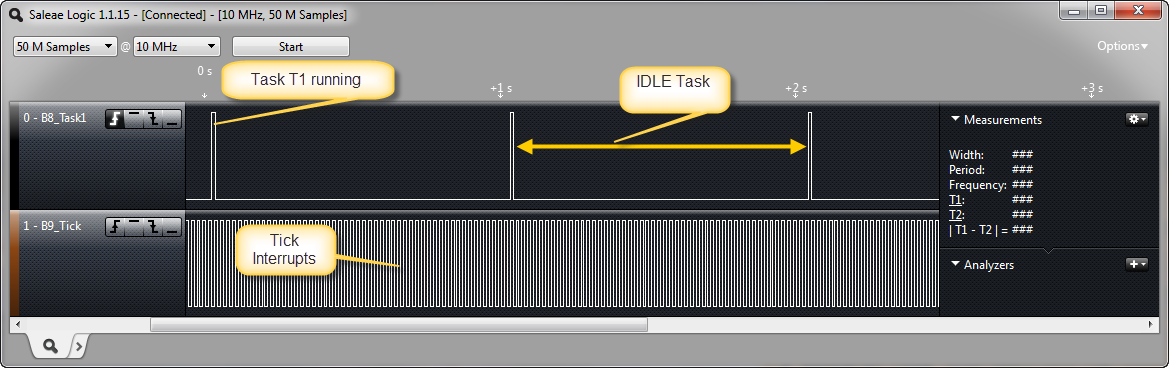 Saleae Logic 1.1.15 - [Connected] - [10 MHz, 50 M Samples]
50 M Samples @ 10 MHz Start Options
0 s +1 s +2 s +3 s
Task T1 running
IDLE Task
0 - B8_Task1
Measurements
Width: ###
Period: ###
Frequency: ###
T1: ###
T2: ###
| T1 - T2 | = ###
1 - B9_Tick
Tick
Interrupts
Analyzers